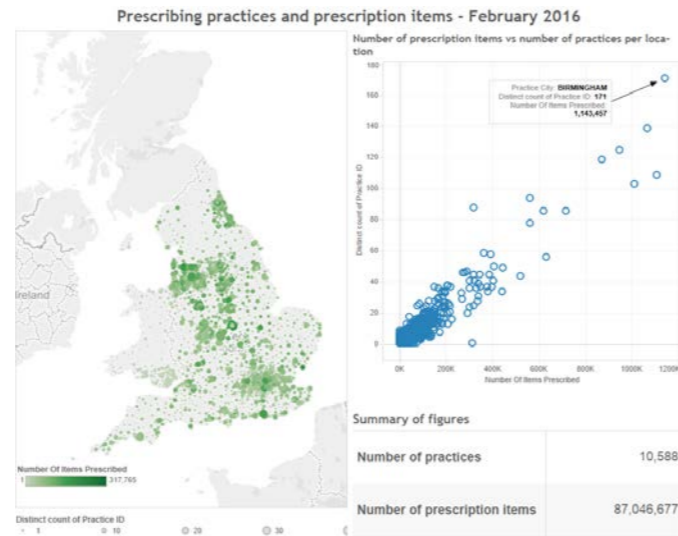 Prescribing practices and prescription items - February 2016
Number of prescription items vs number of practices per loca-
tion
180
160
140
120
100
80
60
40
20
0
Distinct count of Practice ID
Practice City: BIRMINGHAM
Distinct count of Practice ID: 171
Number Of Items Prescribed:
1,143,457
0K 200K 400K 600K 800K 1000K 1200K
Number Of Items Prescribed
Ireland
Number Of Items Prescribed
1 317,765
Distinct count of Practice ID
1 10 20 30
Summary of figures
Number of practices 10,588
Number of prescription items 87,046,677